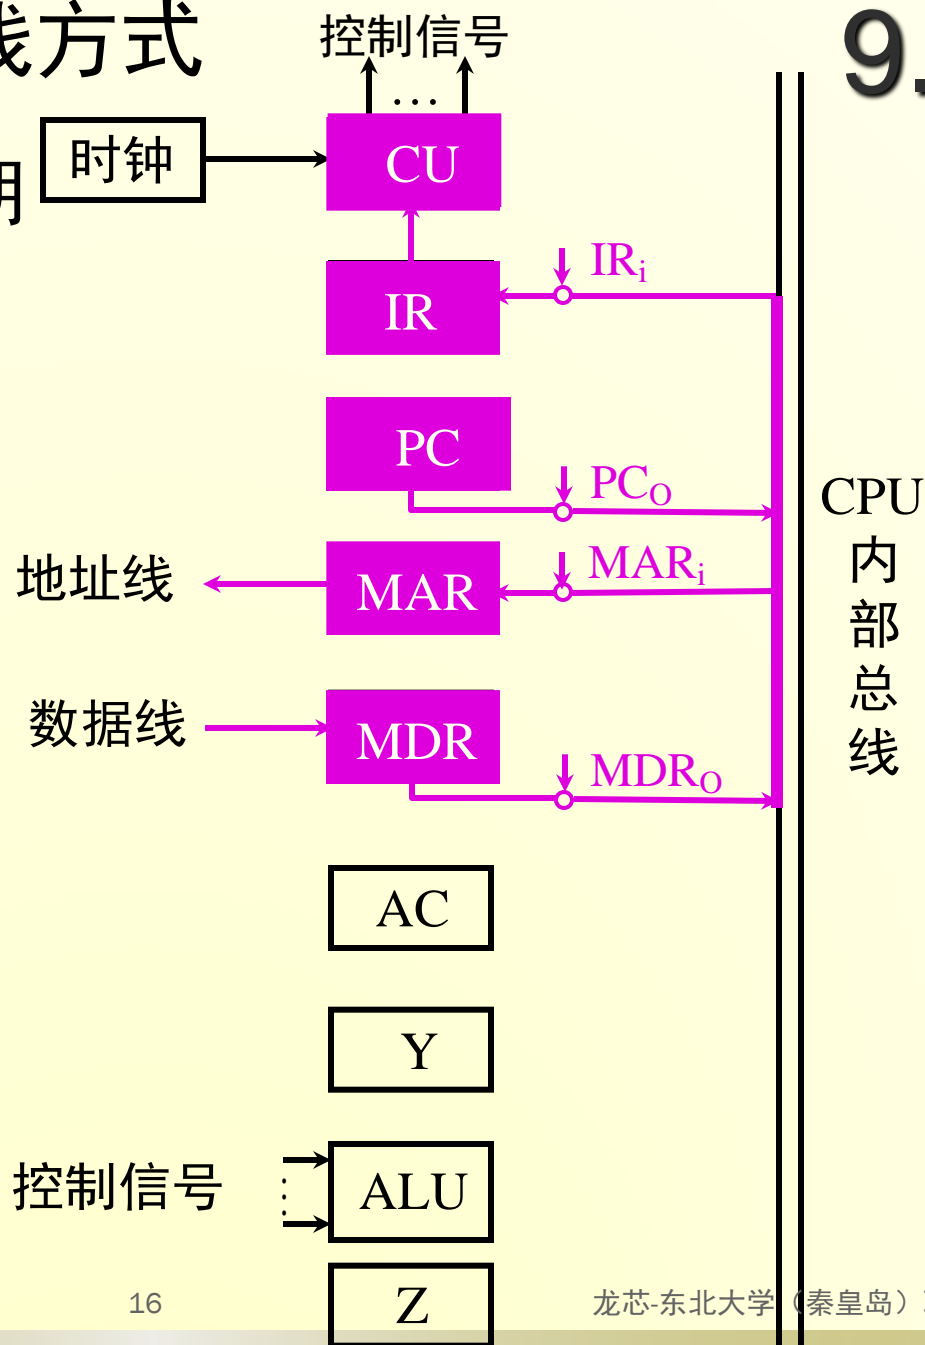 线方式
控制信号
9.
…
时钟
CU
期
IR
IRi
PC
PCO
CPU
内
部
总
线
地址线
MAR
MARi
数据线
MDR
MDRO
AC
Y
控制信号
ALU
Z
16
龙芯-东北大学（秦皇岛）